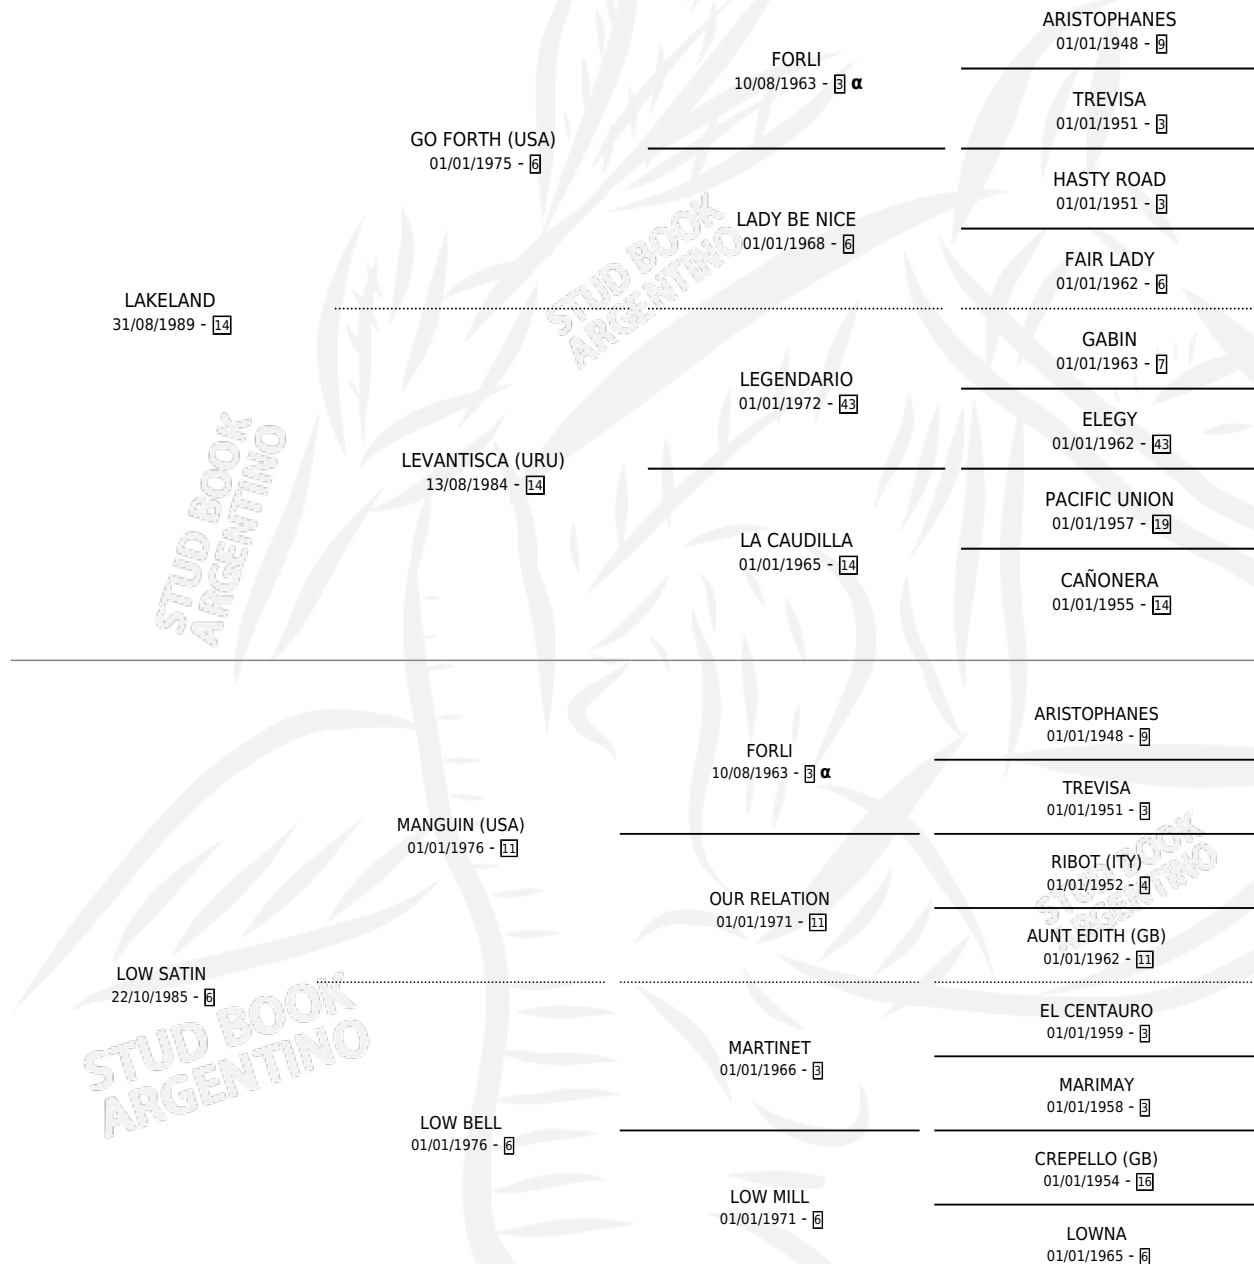 ARISTOPHANES
01/01/1948 - 9
FORLI
10/08/1963 - 3 α
TREVISA
01/01/1951 - 3
GO FORTH (USA)
01/01/1975 - 6
HASTY ROAD
01/01/1951 - 3
LADY BE NICE
01/01/1968 - 6
FAIR LADY
01/01/1962 - 6
LAKELAND
31/08/1989 - 14
GABIN
01/01/1963 - 7
LEGENDARIO
01/01/1972 - 43
ELEGY
01/01/1962 - 43
LEVANTISCA (URU)
13/08/1984 - 14
PACIFIC UNION
01/01/1957 - 19
LA CAUDILLA
01/01/1965 - 14
CAÑONERA
01/01/1955 - 14
ARISTOPHANES
01/01/1948 - 9
FORLI
10/08/1963 - 3 α
TREVISA
01/01/1951 - 3
MANGUIN (USA)
01/01/1976 - 11
RIBOT (ITY)
01/01/1952 - 4
OUR RELATION
01/01/1971 - 11
AUNT EDITH (GB)
01/01/1962 - 11
LOW SATIN
22/10/1985 - 6
EL CENTAURO
01/01/1959 - 3
MARTINET
01/01/1966 - 3
MARIMAY
01/01/1958 - 3
LOW BELL
01/01/1976 - 6
CREPELLO (GB)
01/01/1954 - 16
LOW MILL
01/01/1971 - 6
LOWNA
01/01/1965 - 6
STUD BOOK
ARGENTINO
STUD BOOK
ARGENTINO
STUD BOOK
ARGENTINO
STUD BOOK
ARGENTINO